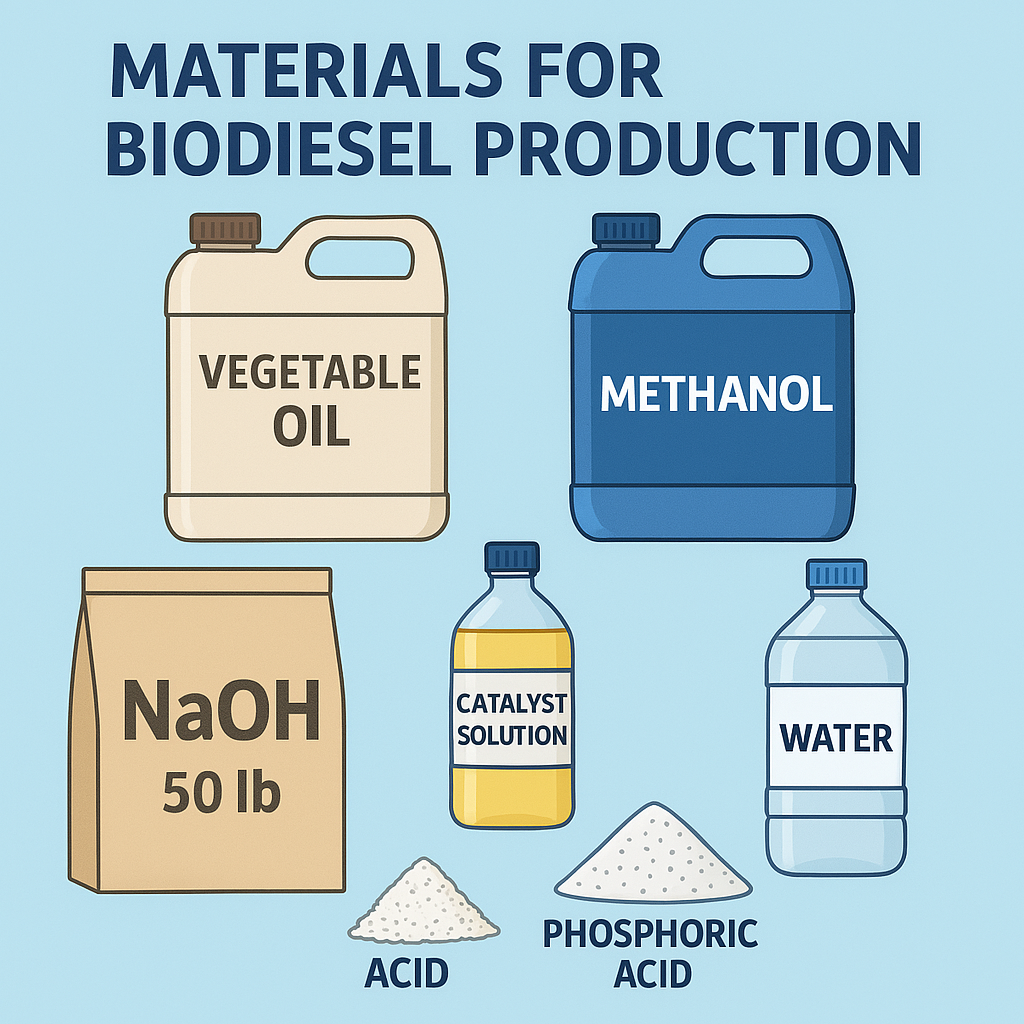 MATERIALS FOR
BIODIESEL PRODUCTION
VEGETABLE
OIL
METHANOL
NaOH
50 lb
CATALYST
SOLUTION
WATER
ACID
PHOSPHORIC
ACID